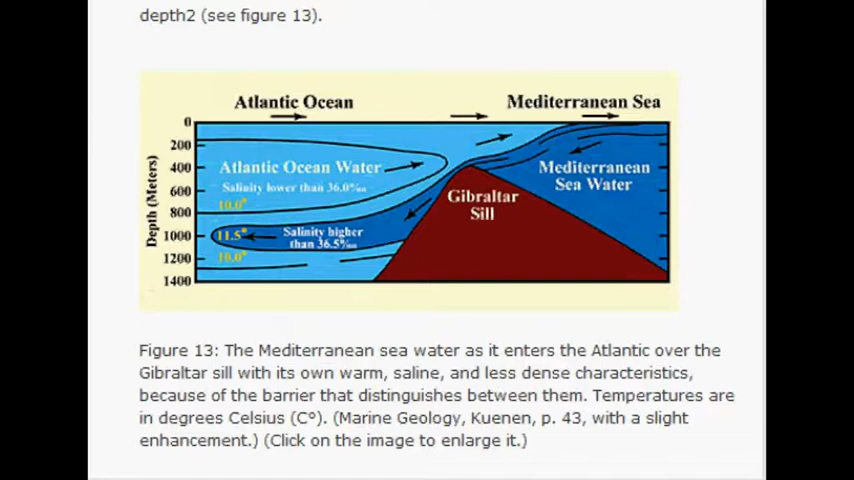 depth2 (see figure 13).
Atlantic Ocean
Mediterranean Sea
0
200
400
600
800
1000
1200
1400
Depth (Meters)
Atlantic Ocean Water
Salinity lower than 36.0‰
10.0°
11.5°
10.0°
Salinity higher
than 36.5‰
Gibraltar
Sill
Mediterranean
Sea Water
Figure 13: The Mediterranean sea water as it enters the Atlantic over the
Gibraltar sill with its own warm, saline, and less dense characteristics,
because of the barrier that distinguishes between them. Temperatures are
in degrees Celsius (C°). (Marine Geology, Kuenen, p. 43, with a slight
enhancement.) (Click on the image to enlarge it.)